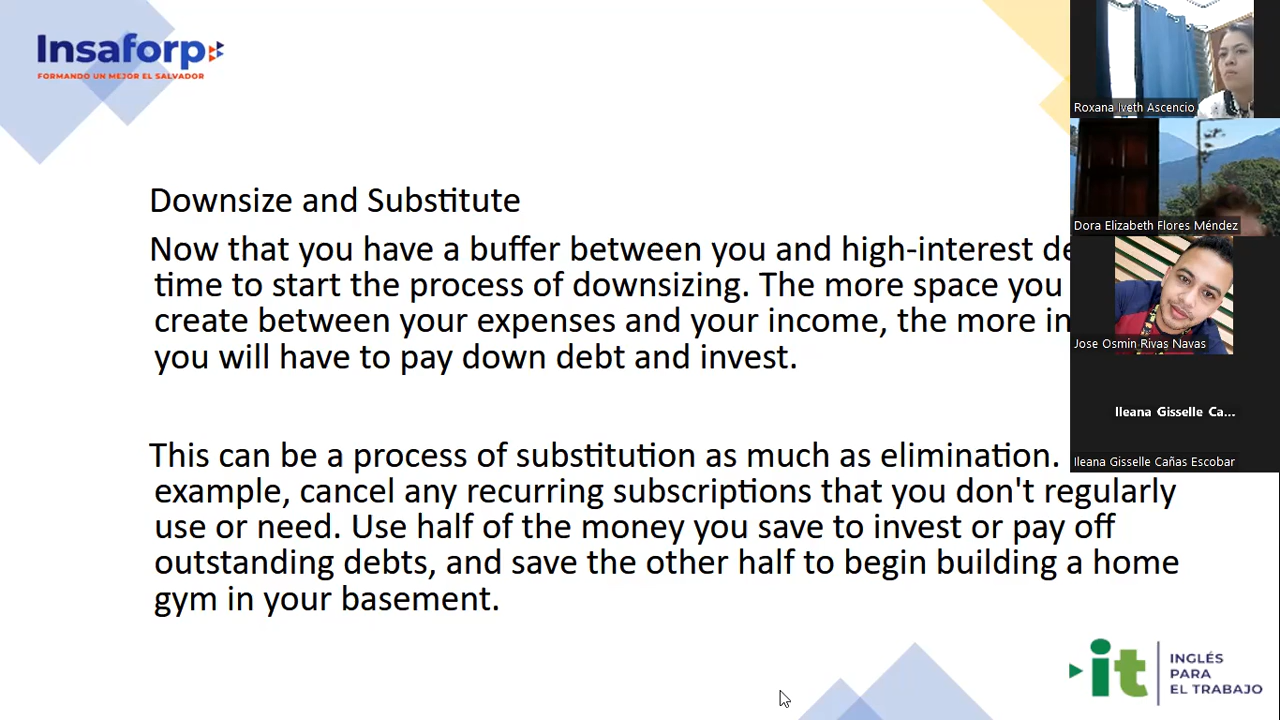 Insaforp
FORMANDO UN MEJOR EL SALVADOR
Downsize and Substitute
Now that you have a buffer between you and high-interest
time to start the process of downsizing. The more space you
create between your expenses and your income, the more
you will have to pay down debt and invest.
This can be a process of substitution as much as elimination.
example, cancel any recurring subscriptions that you don't regularly
use or need. Use half of the money you save to invest or pay off
outstanding debts, and save the other half to begin building a home
gym in your basement.
Roxana Iveth Ascencio
Dora Elizabeth Flores Méndez
Jose Osmin Rivas Navas
Ileana Gisselle Ca...
Ileana Gisselle Cañas Escobar
it
INGLÉS
PARA
EL TRABAJO